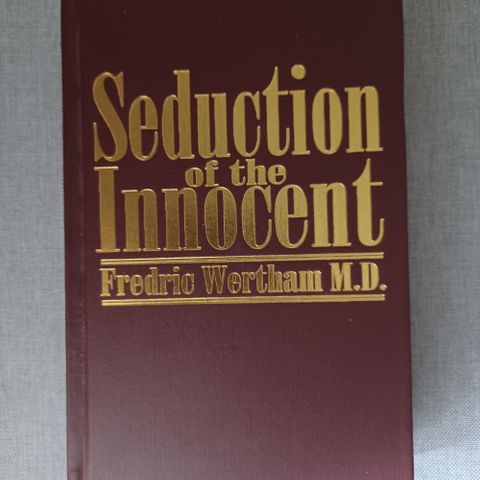 Seduction
of the
Innocent
Fredric Wertham M.D.